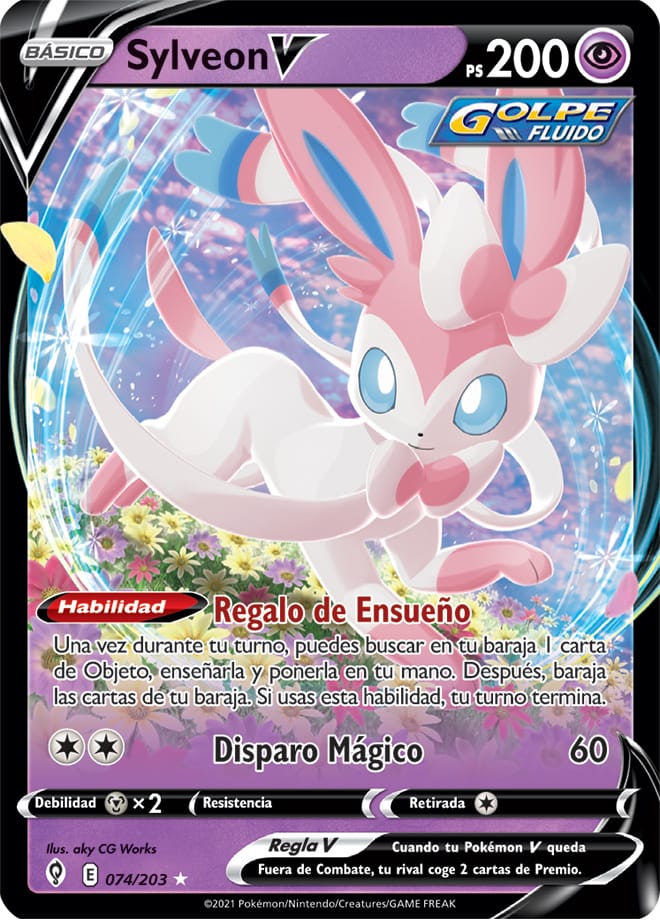 BÁSICO
Sylveon V
PS 200
GOLPE
FLUIDO
Habilidad Regalo de Ensueño
Una vez durante tu turno, puedes buscar en tu baraja 1 carta
de Objeto, enseñarla y ponerla en tu mano. Después, baraja
las cartas de tu baraja. Si usas esta habilidad, tu turno termina.
Disparo Mágico 60
Debilidad ×2 Resistencia Retirada
Ilus. aky CG Works
E 074/203
Regla V Cuando tu Pokémon V queda
Fuera de Combate, tu rival coge 2 cartas de Premio.
©2021 Pokémon/Nintendo/Creatures/GAME FREAK